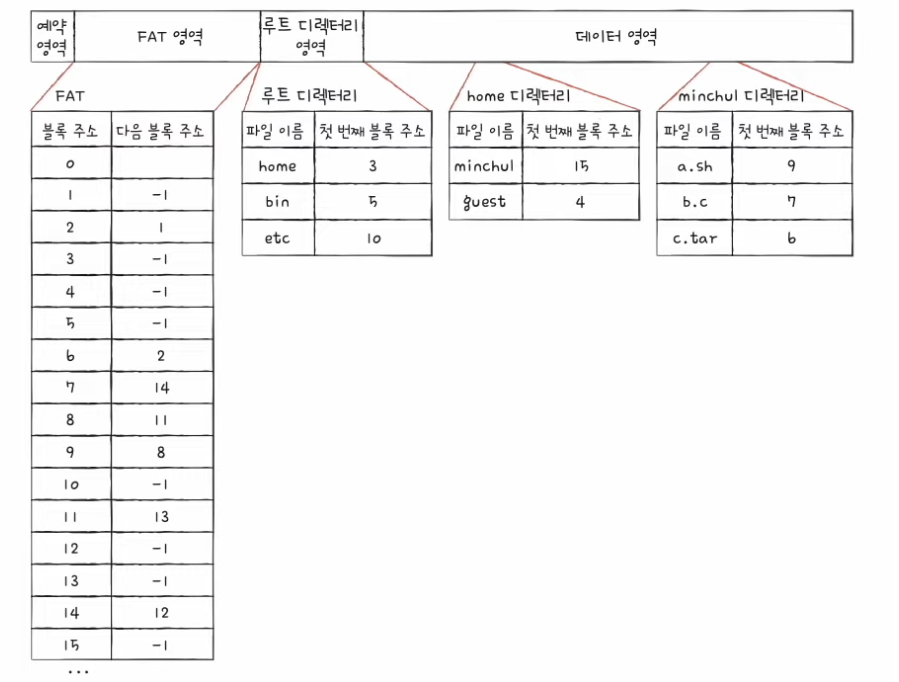 예약 영역
FAT 영역
루트 디렉터리 영역
데이터 영역
FAT
블록 주소 다음 블록 주소
0
1 -1
2 1
3 -1
4 -1
5 -1
6 2
7 14
8 11
9 8
10 -1
11 13
12 -1
13 -1
14 12
15 -1
...
루트 디렉터리
파일 이름 첫 번째 블록 주소
home 3
bin 5
etc 10
home 디렉터리
파일 이름 첫 번째 블록 주소
minchul 15
guest 4
minchul 디렉터리
파일 이름 첫 번째 블록 주소
a.sh 9
b.c 7
c.tar 6